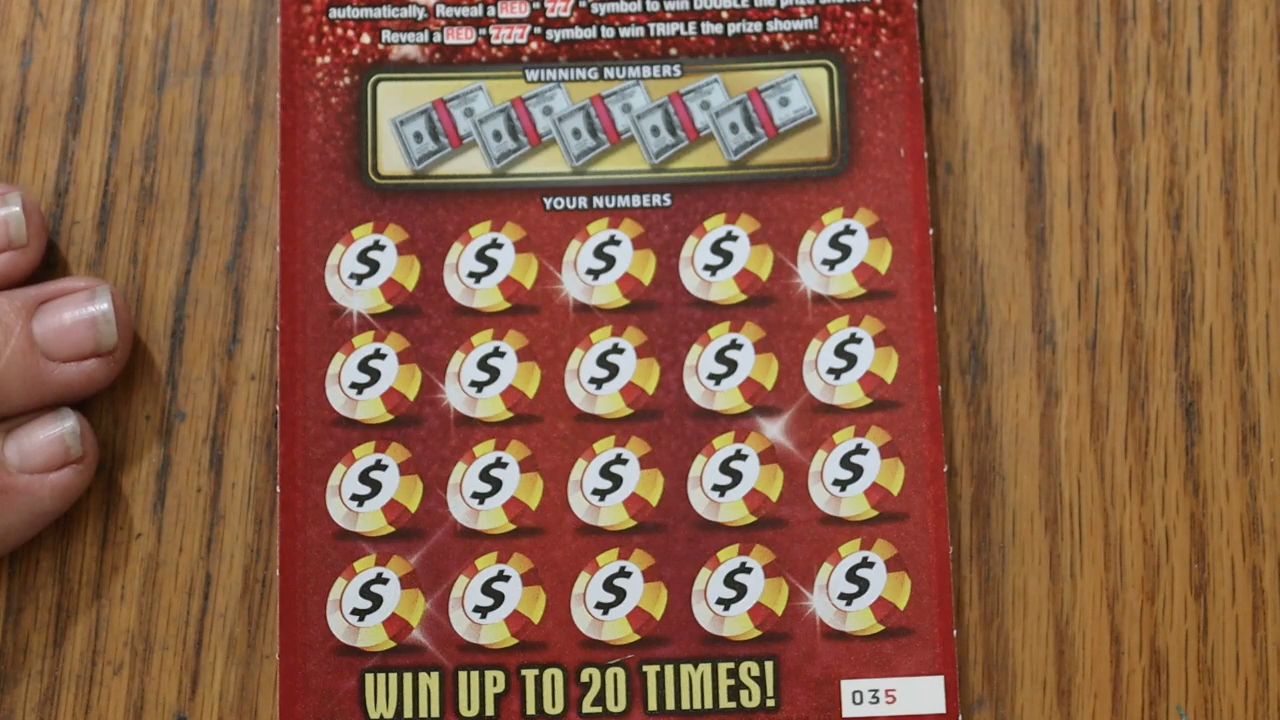 automatically. Reveal a RED "77" symbol to win DOUBLE the prize shown!
Reveal a RED "777" symbol to win TRIPLE the prize shown!
WINNING NUMBERS
YOUR NUMBERS
$ $ $ $ $
$ $ $ $ $
$ $ $ $ $
$ $ $ $ $
WIN UP TO 20 TIMES!
035